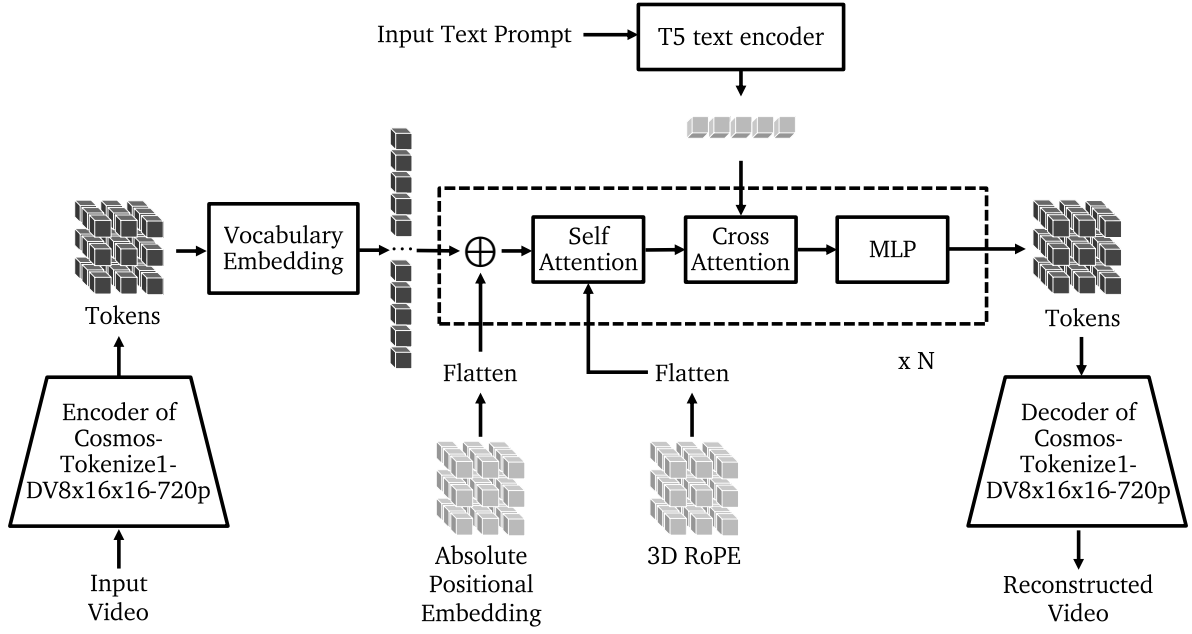 Input Text Prompt
T5 text encoder
Vocabulary
Embedding
...
Self
Attention
Cross
Attention
MLP
Tokens
Tokens
x N
Flatten
Flatten
Encoder of
Cosmos-
Tokenize1-
DV8x16x16-720p
Decoder of
Cosmos-
Tokenize1-
DV8x16x16-720p
Absolute
Positional
Embedding
3D RoPE
Input
Video
Reconstructed
Video